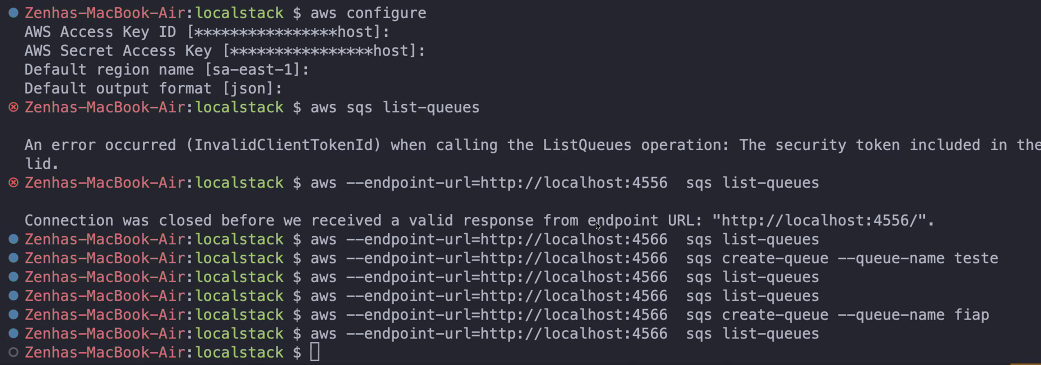 Zenhas-MacBook-Air:localstack $ aws configure
AWS Access Key ID [****************host]:
AWS Secret Access Key [****************host]:
Default region name [sa-east-1]:
Default output format [json]:
Zenhas-MacBook-Air:localstack $ aws sqs list-queues
An error occurred (InvalidClientTokenId) when calling the ListQueues operation: The security token included in the
lid.
Zenhas-MacBook-Air:localstack $ aws --endpoint-url=http://localhost:4556  sqs list-queues
Connection was closed before we received a valid response from endpoint URL: "http://localhost:4556/".
Zenhas-MacBook-Air:localstack $ aws --endpoint-url=http://localhost:4566  sqs list-queues
Zenhas-MacBook-Air:localstack $ aws --endpoint-url=http://localhost:4566  sqs create-queue --queue-name teste
Zenhas-MacBook-Air:localstack $ aws --endpoint-url=http://localhost:4566  sqs list-queues
Zenhas-MacBook-Air:localstack $ aws --endpoint-url=http://localhost:4566  sqs list-queues
Zenhas-MacBook-Air:localstack $ aws --endpoint-url=http://localhost:4566  sqs create-queue --queue-name fiap
Zenhas-MacBook-Air:localstack $ aws --endpoint-url=http://localhost:4566  sqs list-queues
Zenhas-MacBook-Air:localstack $